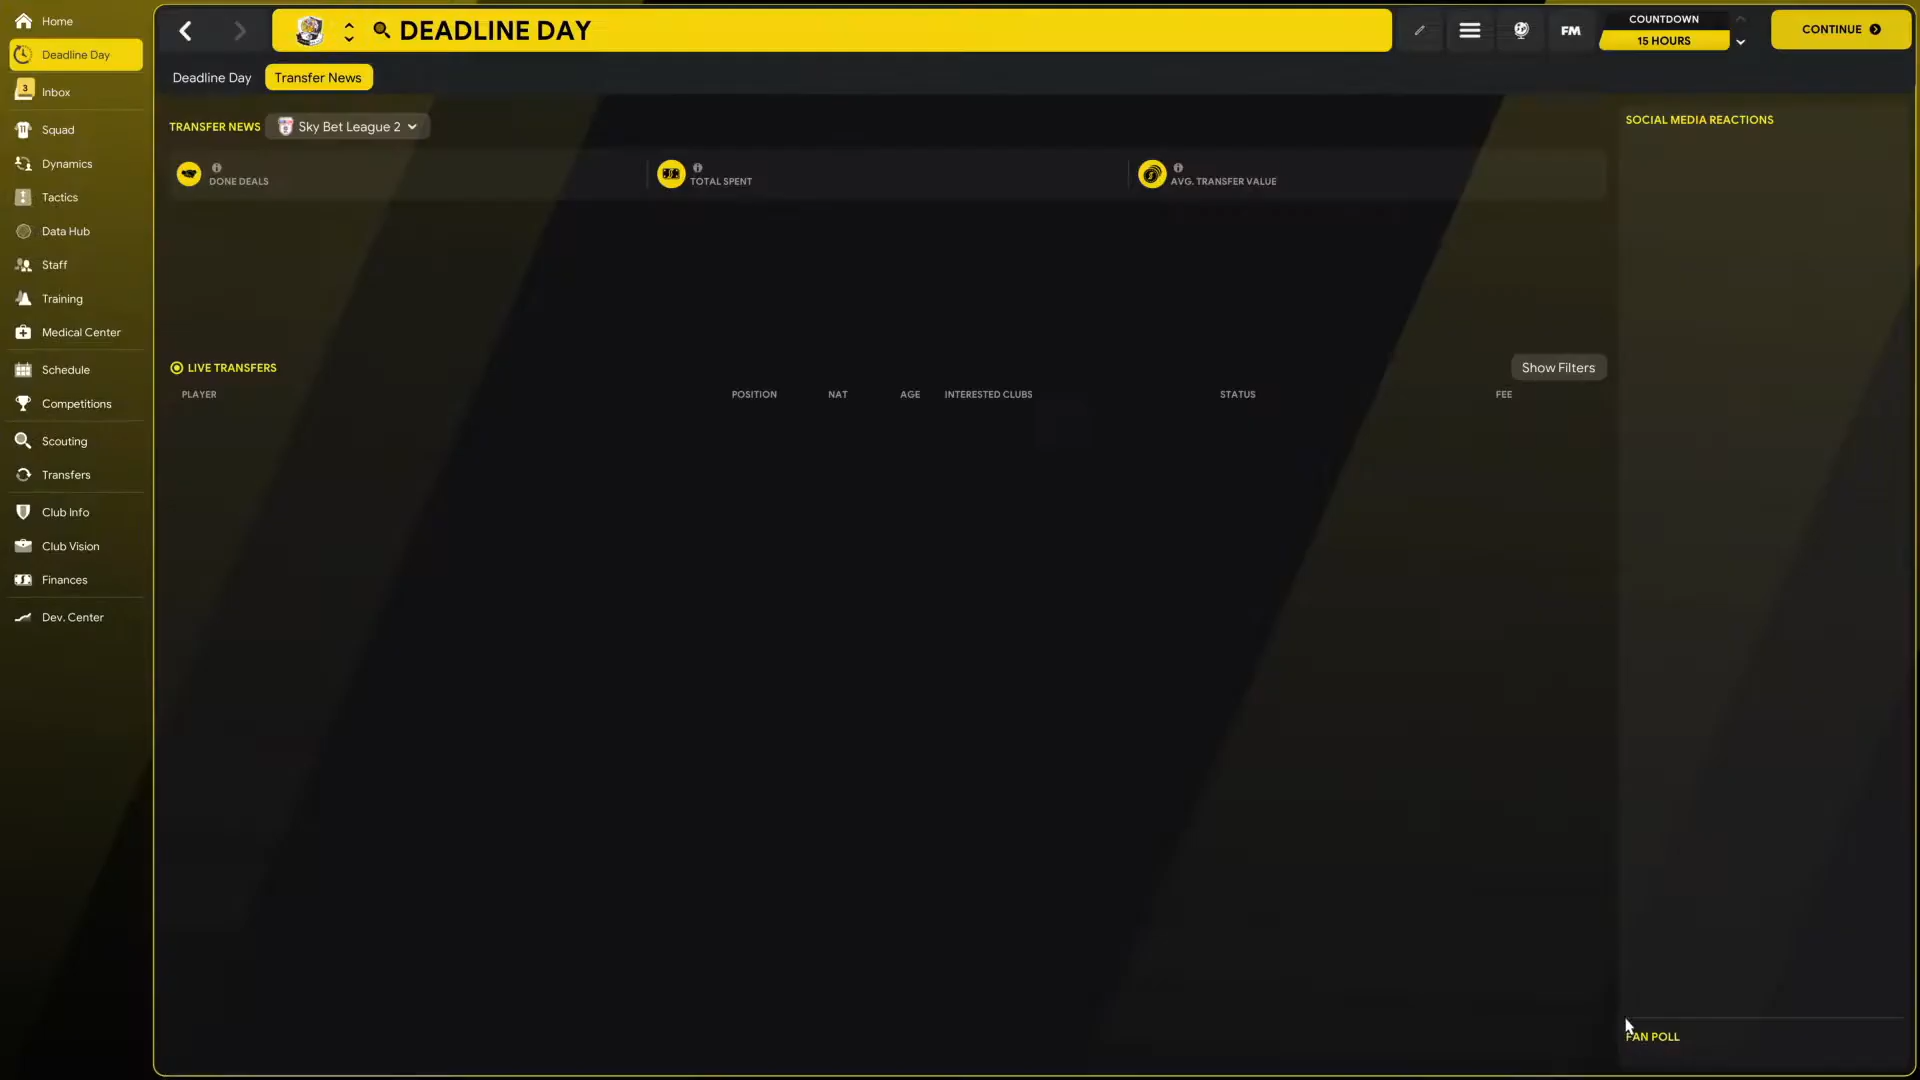 Home
Deadline Day
3
Inbox
Squad
Dynamics
Tactics
Data Hub
Staff
Training
Medical Center
Schedule
Competitions
Scouting
Transfers
Club Info
Club Vision
Finances
Dev. Center
DEADLINE DAY
FM
COUNTDOWN
15 HOURS
CONTINUE
Deadline Day
Transfer News
TRANSFER NEWS
Sky Bet League 2
DONE DEALS
TOTAL SPENT
AVG. TRANSFER VALUE
LIVE TRANSFERS
Show Filters
PLAYER
POSITION
NAT
AGE
INTERESTED CLUBS
STATUS
FEE
SOCIAL MEDIA REACTIONS
FAN POLL